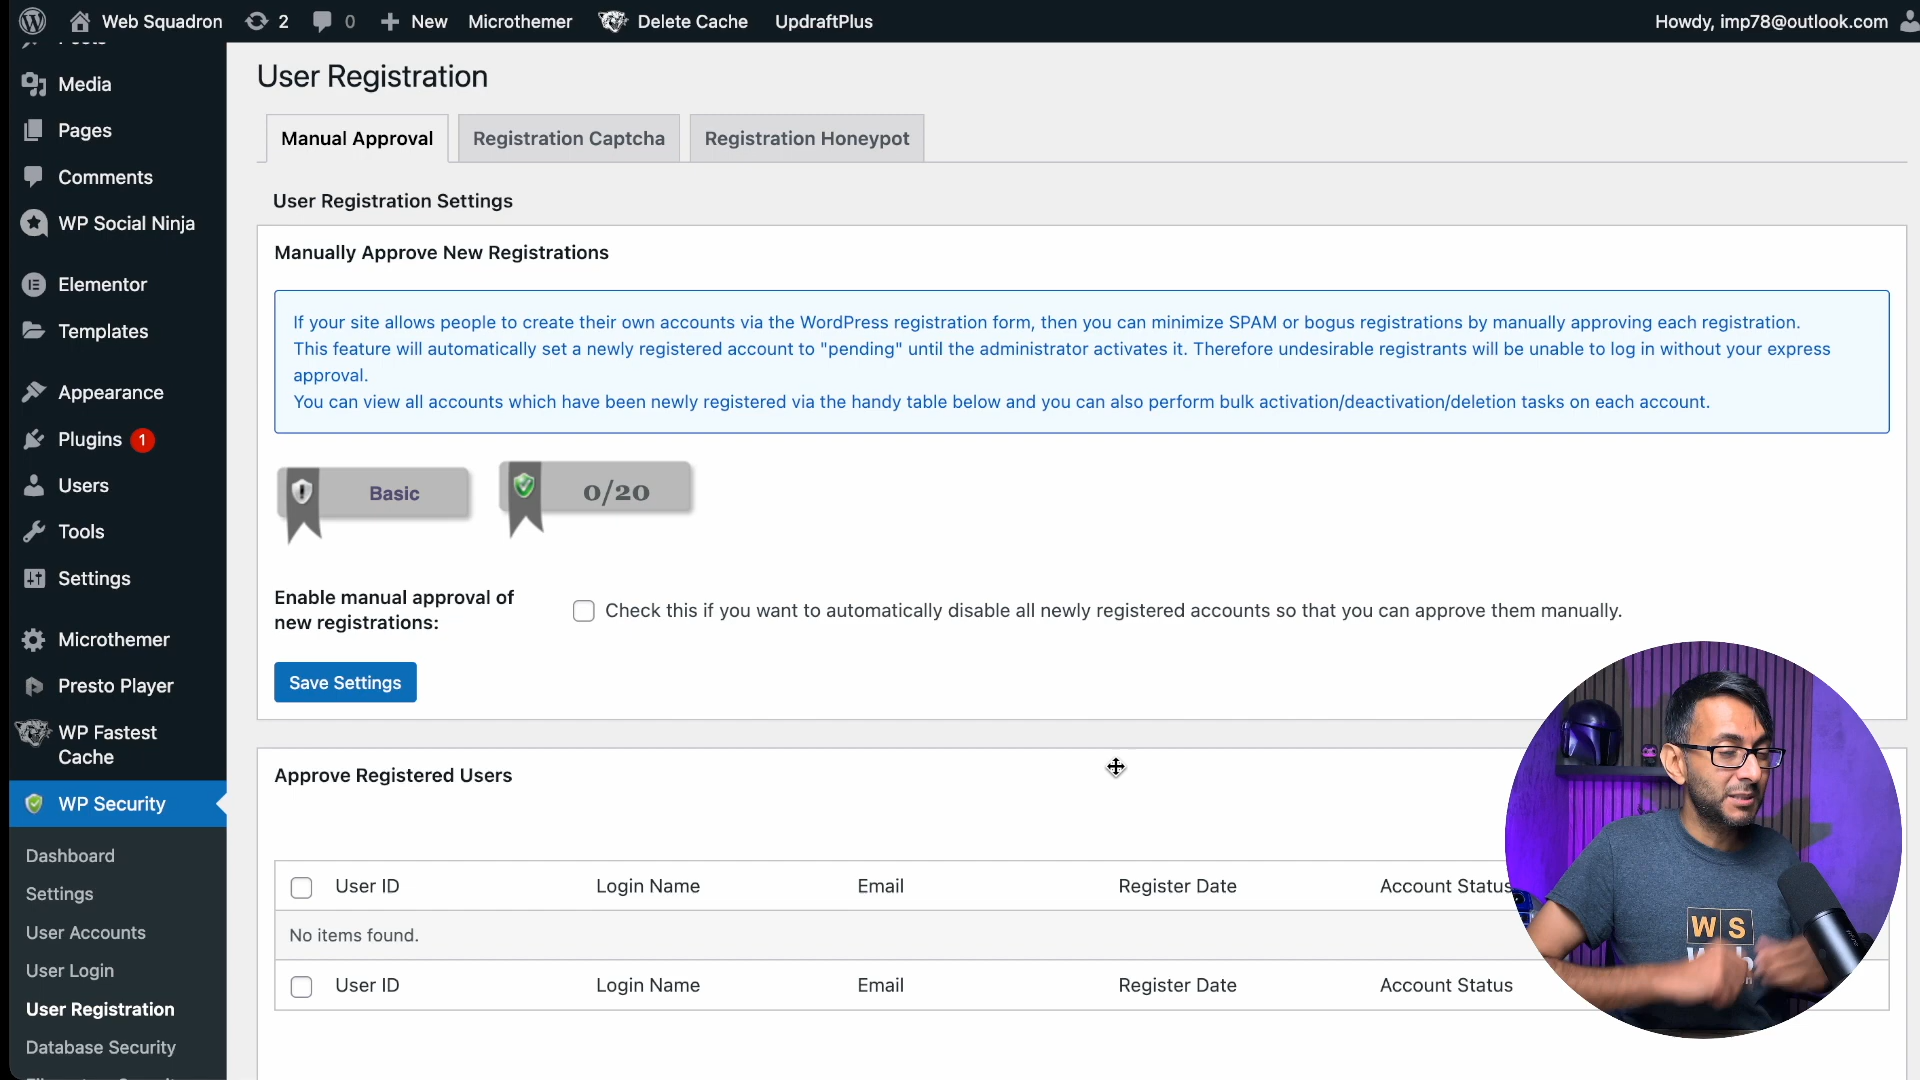 Web Squadron
2
0
New
Microthemer
Delete Cache
UpdraftPlus
Howdy, imp78@outlook.com
Media
Pages
Comments
WP Social Ninja
Elementor
Templates
Appearance
Plugins 1
Users
Tools
Settings
Microthemer
Presto Player
WP Fastest
Cache
WP Security
Dashboard
Settings
User Accounts
User Login
User Registration
Database Security
User Registration
Manual Approval
Registration Captcha
Registration Honeypot
User Registration Settings
Manually Approve New Registrations
If your site allows people to create their own accounts via the WordPress registration form, then you can minimize SPAM or bogus registrations by manually approving each registration.
This feature will automatically set a newly registered account to "pending" until the administrator activates it. Therefore undesirable registrants will be unable to log in without your express
approval.
You can view all accounts which have been newly registered via the handy table below and you can also perform bulk activation/deactivation/deletion tasks on each account.
Basic
0/20
Enable manual approval of
new registrations:
Check this if you want to automatically disable all newly registered accounts so that you can approve them manually.
Save Settings
Approve Registered Users
User ID
Login Name
Email
Register Date
Account Status
No items found.
User ID
Login Name
Email
Register Date
Account Status
W S